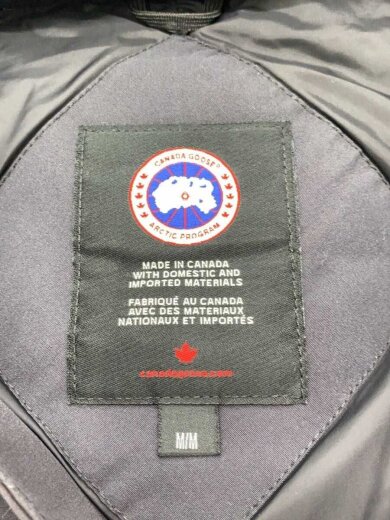 CANADA GOOSE®
ARCTIC PROGRAM
MADE IN CANADA
WITH DOMESTIC AND
IMPORTED MATERIALS
FABRIQUÉ AU CANADA
AVEC DES MATERIAUX
NATIONAUX ET IMPORTÉS
canadagoose.com
M/M